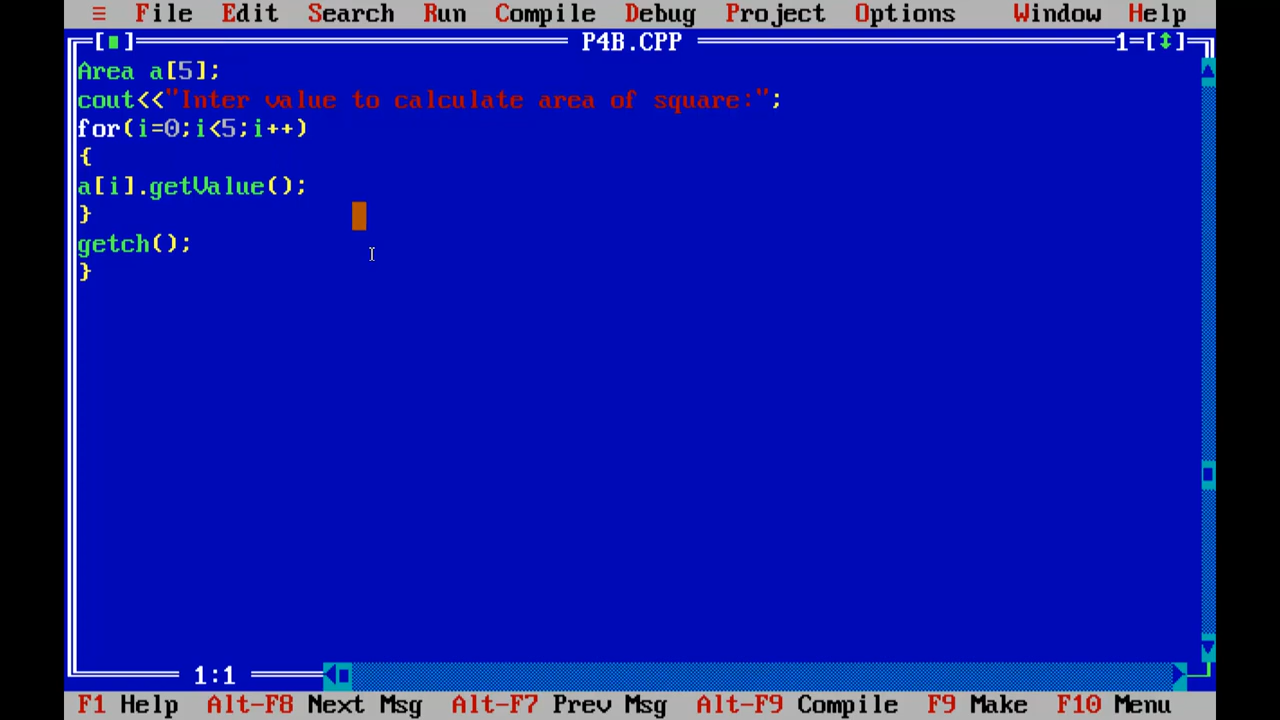 ≡ File Edit Search Run Compile Debug Project Options Window Help
[■] P4B.CPP 1=[↕]
Area a[5];
cout<<"Inter value to calculate area of square:";
for(i=0;i<5;i++)
{
a[i].getValue();
}
getch();
}
1:1
F1 Help Alt-F8 Next Msg Alt-F7 Prev Msg Alt-F9 Compile F9 Make F10 Menu